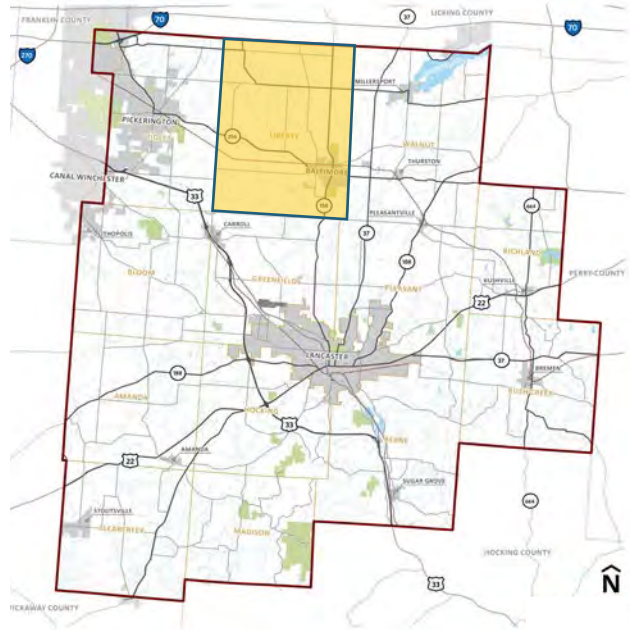 FRANKLIN COUNTY
70
LICKING COUNTY
37
70
270
MILLERSPORT
PICKERINGTON
256
LIBERTY
WALNUT
BALTIMORE
THURSTON
CANAL WINCHESTER
33
158
PLEASANTVILLE
664
CARROLL
37
LITHOPOLIS
188
RICHLAND
BLOOM
GREENFIELD
PLEASANT
RUSHVILLE
PERRY COUNTY
22
LANCASTER
37
BREMEN
188
RUSHCREEK
AMANDA
HOCKING
33
BERNE
22
AMANDA
SUGAR GROVE
664
STOUTSVILLE
CLEARCREEK
MADISON
HOCKING COUNTY
33
N
PICKAWAY COUNTY